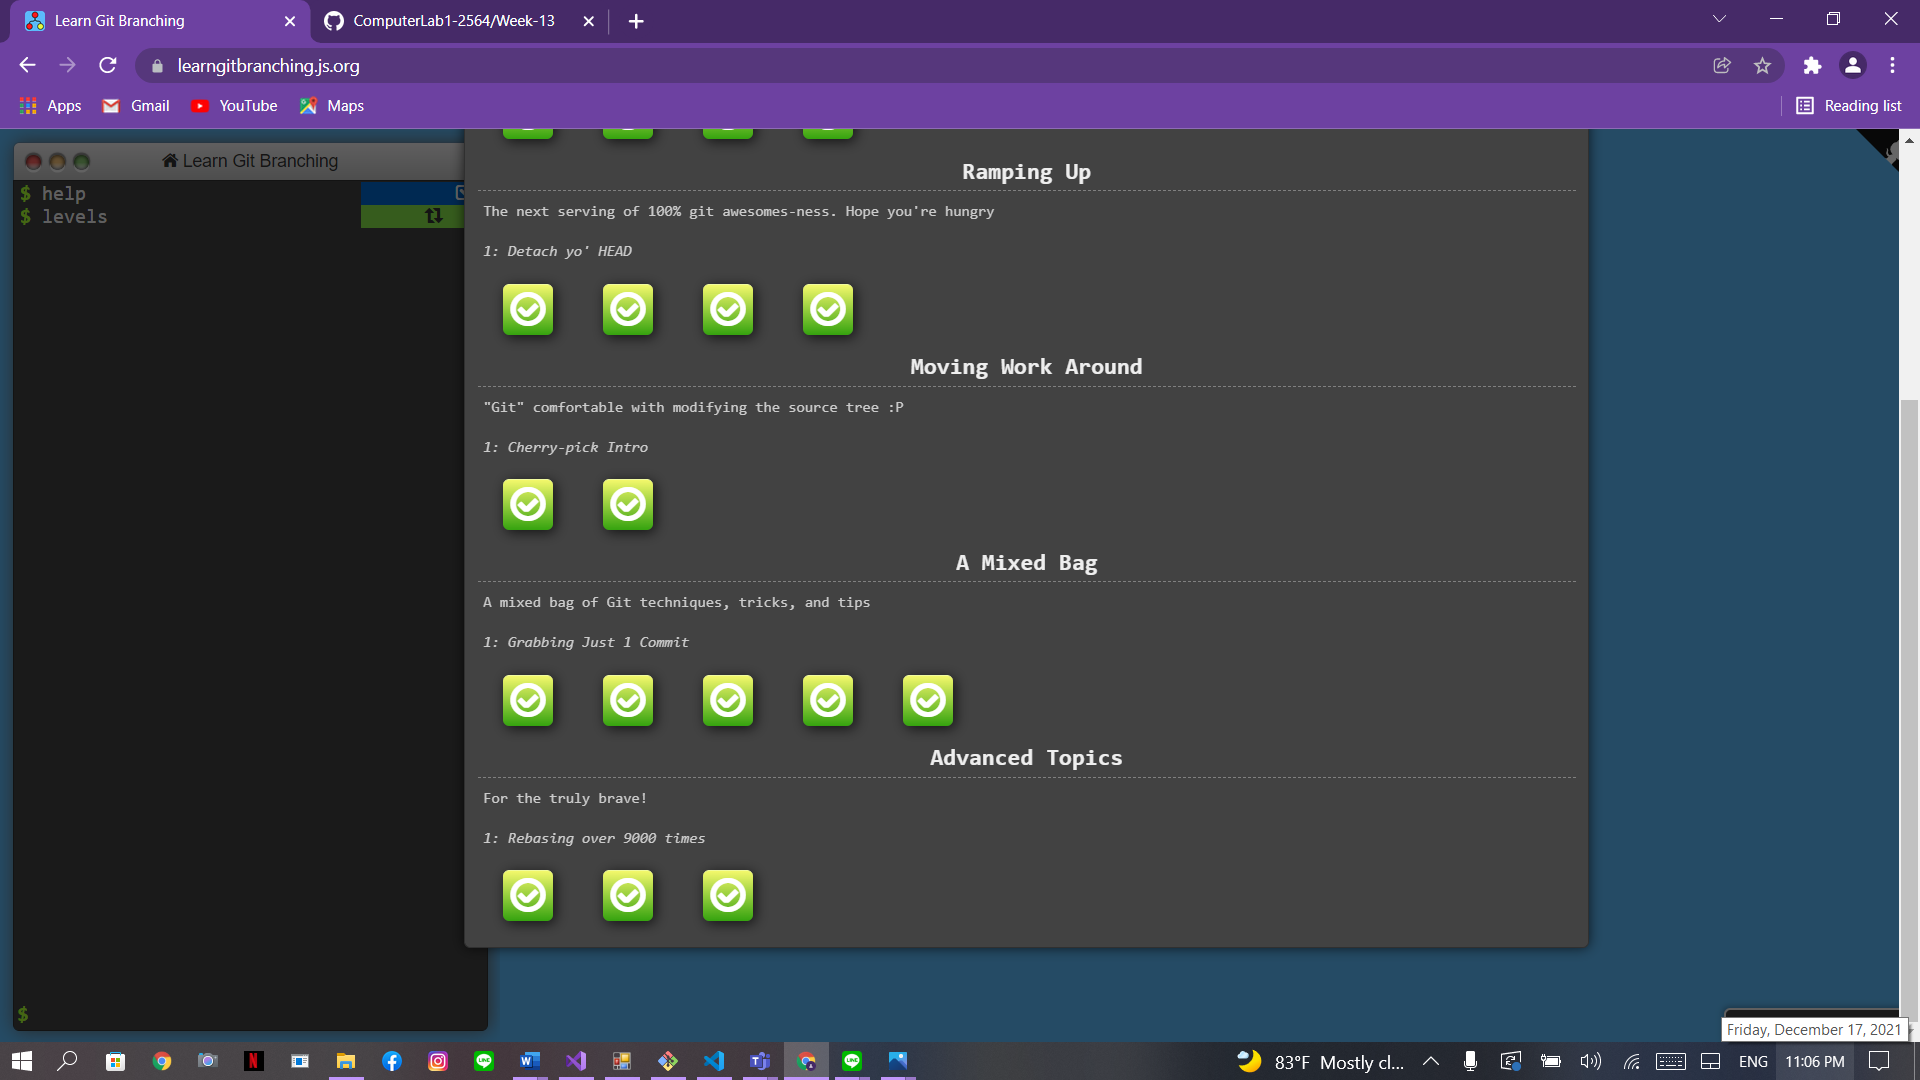 Learn Git Branching
ComputerLab1-2564/Week-13
learngitbranching.js.org
Apps
Gmail
YouTube
Maps
Reading list
Learn Git Branching
$ help
$ levels
$
Ramping Up
The next serving of 100% git awesomes-ness. Hope you're hungry
1: Detach yo' HEAD
Moving Work Around
"Git" comfortable with modifying the source tree :P
1: Cherry-pick Intro
A Mixed Bag
A mixed bag of Git techniques, tricks, and tips
1: Grabbing Just 1 Commit
Advanced Topics
For the truly brave!
1: Rebasing over 9000 times
Friday, December 17, 2021
83°F Mostly cl...
ENG
11:06 PM